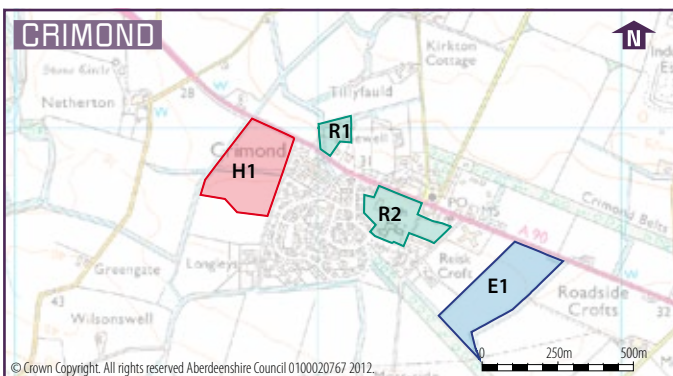 CRIMOND
N
Kirkton
Cottage
Stone Circle
28
Netherton
W
Tillyfauld
R1
31
Crimond
H1
W
PO
MS
R2
Crimond Belts
A 90
Reisk
Croft
W
Greengate
Longleys
E1
Roadside
Crofts
43
Wilsonswell
32
0 250m 500m
© Crown Copyright. All rights reserved Aberdeenshire Council 0100020767 2012.